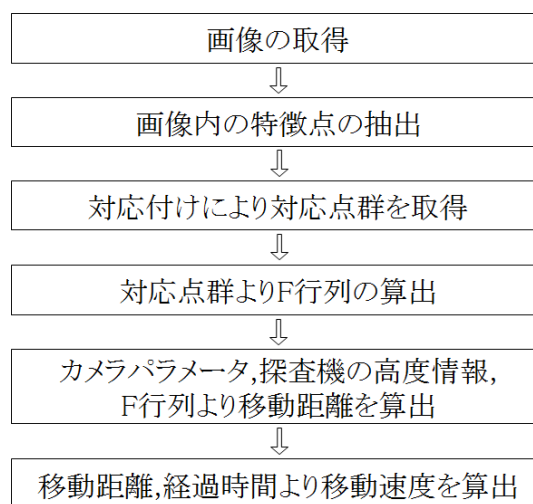 画像の取得
画像内の特徴点の抽出
対応付けにより対応点群を取得
対応点群よりF行列の算出
カメラパラメータ,探査機の高度情報,
F行列より移動距離を算出
移動距離,経過時間より移動速度を算出